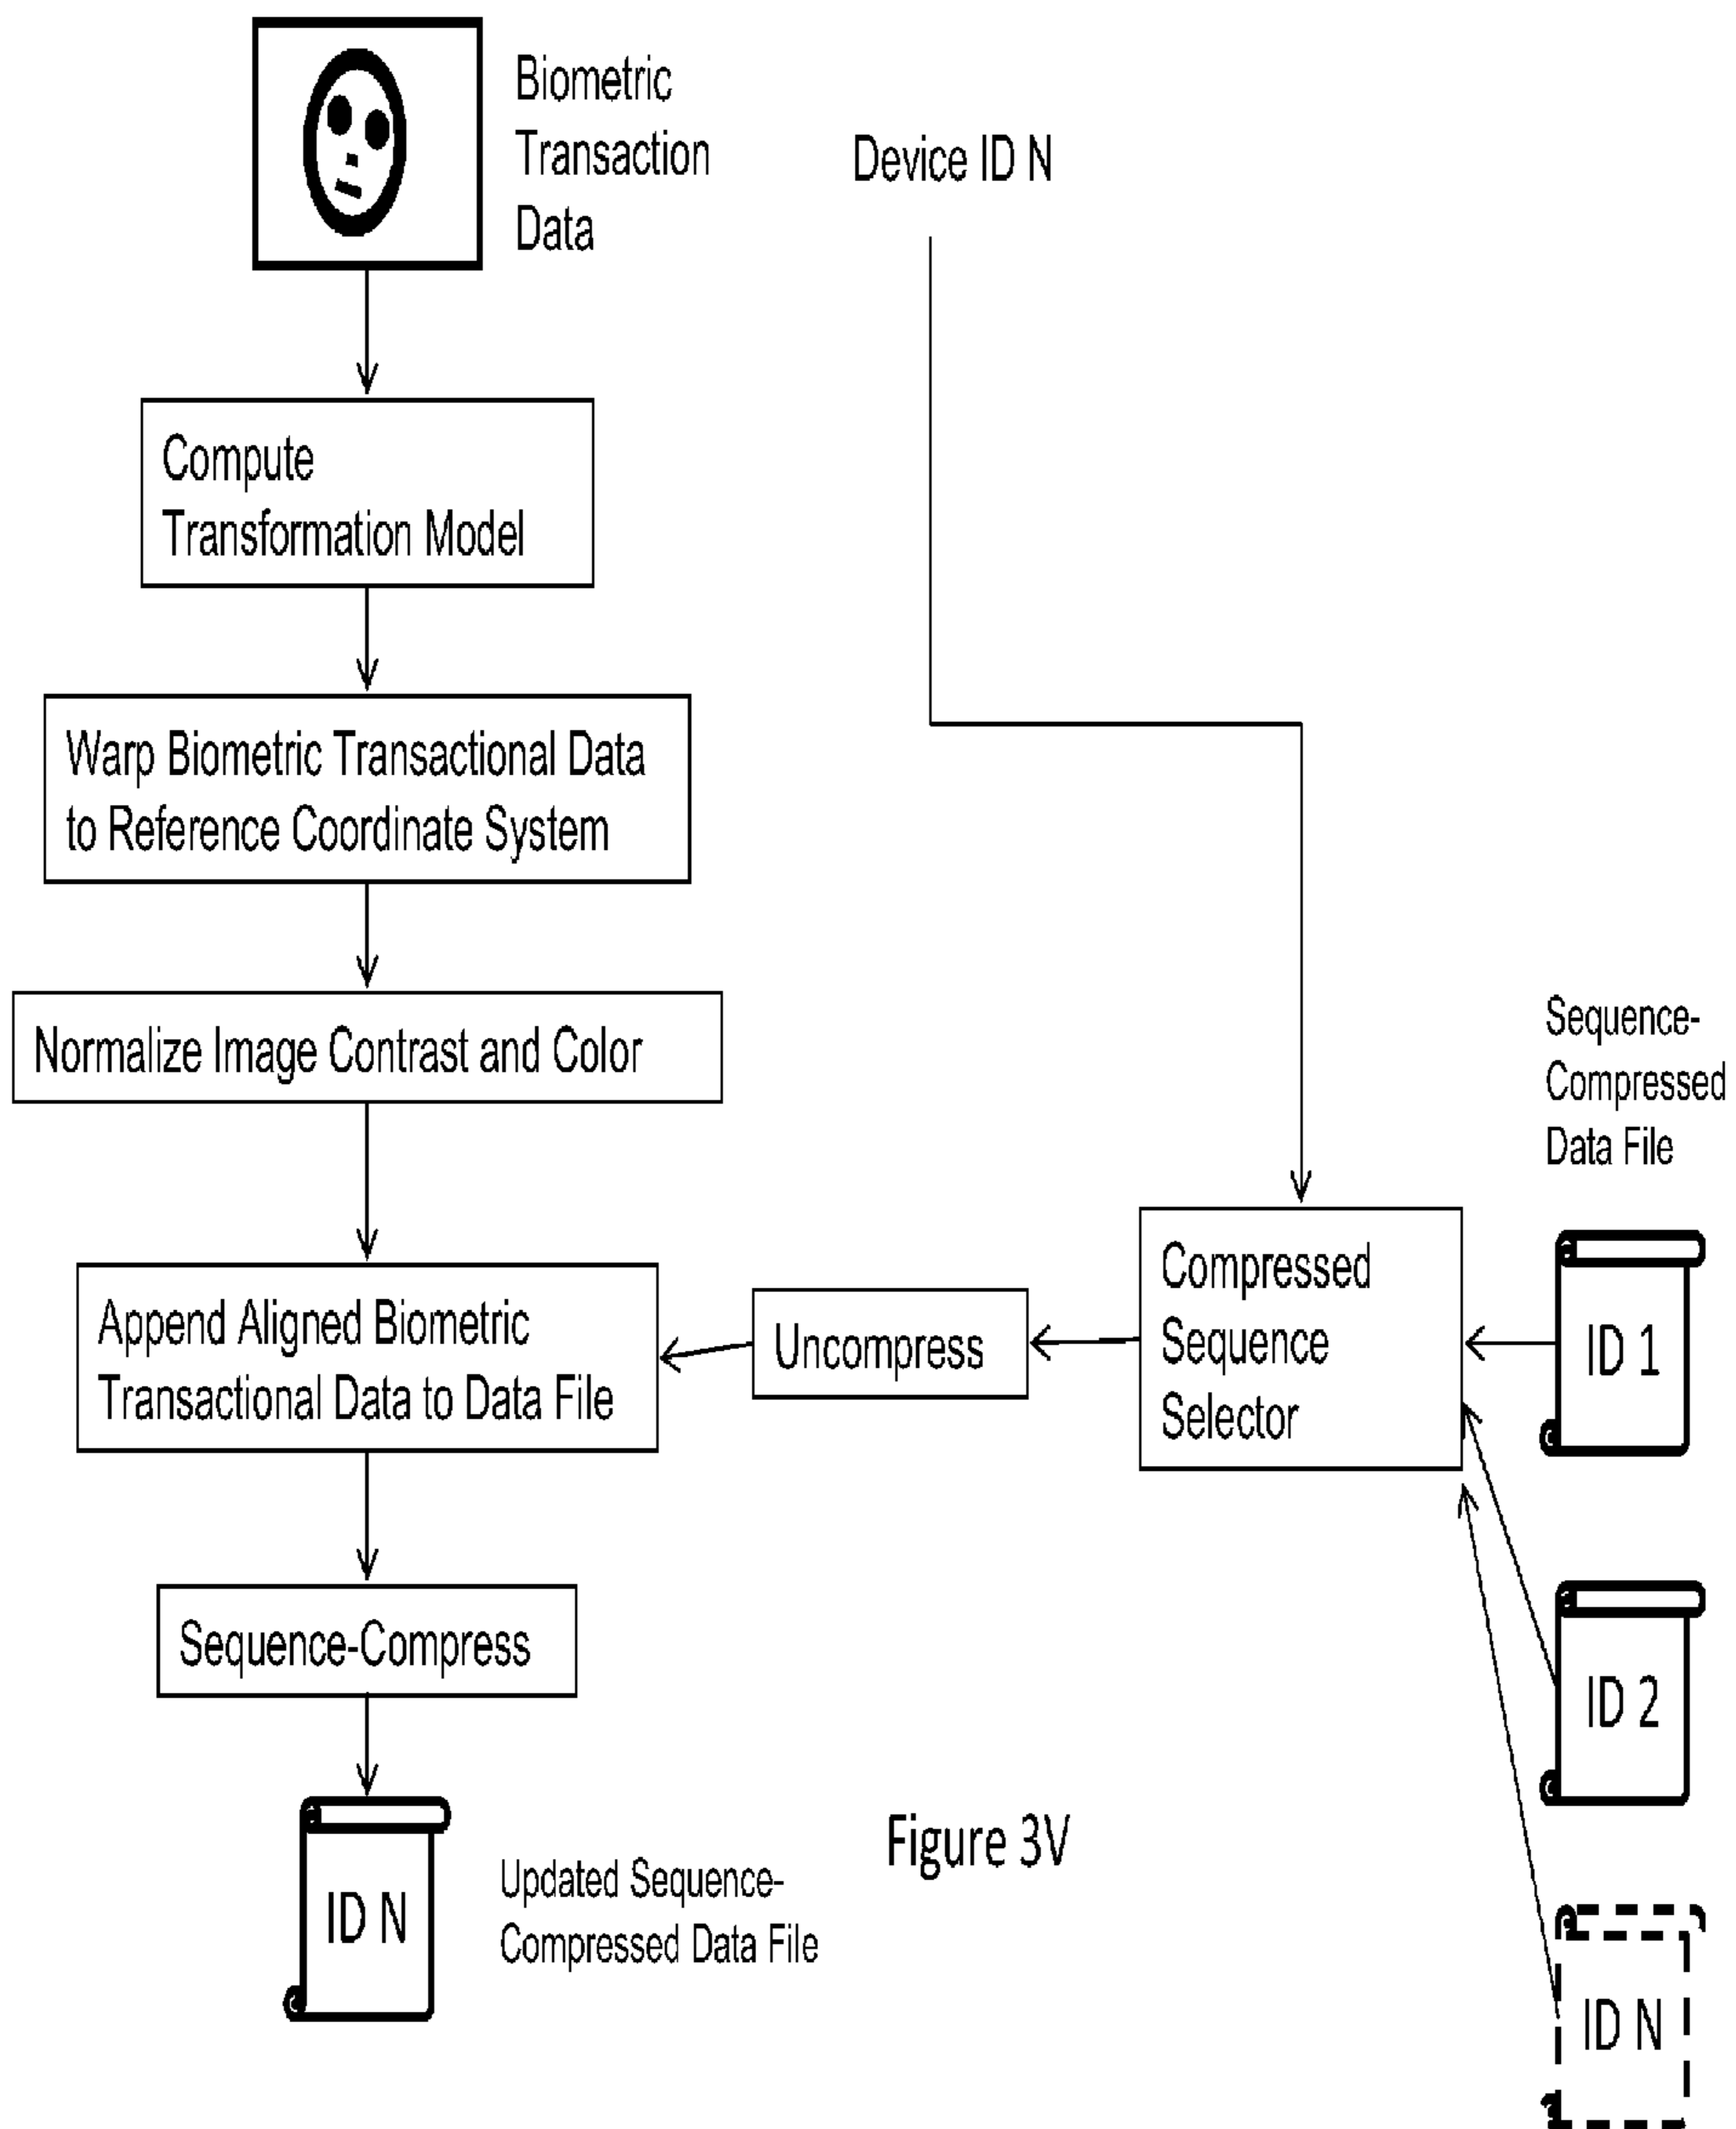 Biometric
Transaction
Data
Device ID N
Compute
Transformation Model
Warp Biometric Transactional Data
to Reference Coordinate System
Normalize Image Contrast and Color
Sequence-
Compressed
Data File
Append Aligned Biometric
Transactional Data to Data File
Uncompress
Compressed
Sequence
Selector
ID 1
Sequence-Compress
ID 2
ID N
Updated Sequence-
Compressed Data File
Figure 3V
ID N